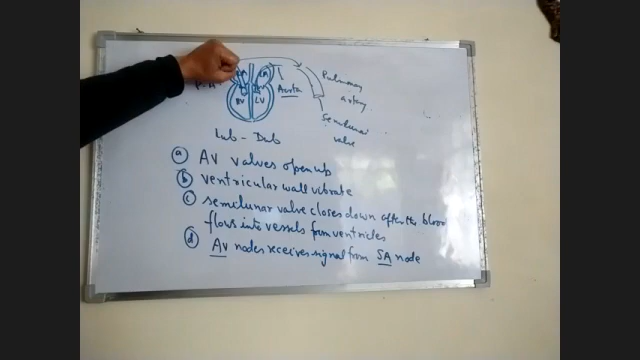 RV LV
Aorta
Pulmonary
artery
Semilunar
valve
Lub - Dub
a AV valves open up
b ventricular wall vibrate
c semilunar valve closes down after the blood
flows into vessels from ventricles
d AV nodes receives signal from SA node